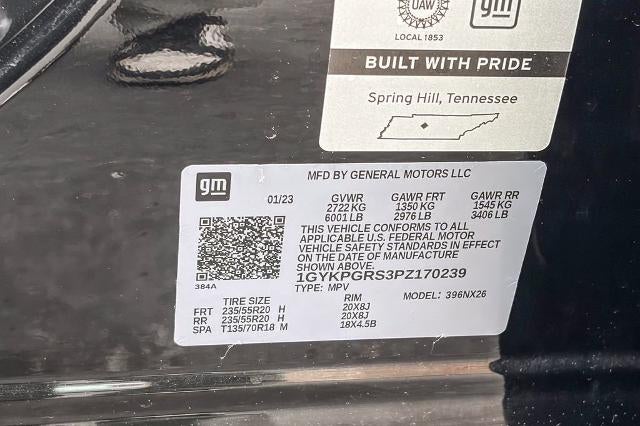 UAW
gm
LOCAL 1853
BUILT WITH PRIDE
Spring Hill, Tennessee
gm
MFD BY GENERAL MOTORS LLC
01/23 GVWR GAWR FRT GAWR RR
2722 KG 1350 KG 1545 KG
6001 LB 2976 LB 3406 LB
THIS VEHICLE CONFORMS TO ALL
APPLICABLE U.S. FEDERAL MOTOR
VEHICLE SAFETY STANDARDS IN EFFECT
ON THE DATE OF MANUFACTURE
SHOWN ABOVE.
1GYKPGRS3PZ170239
384A
TYPE: MPV MODEL: 396NX26
TIRE SIZE RIM
FRT 235/55R20 H 20X8J
RR 235/55R20 H 20X8J
SPA T135/70R18 M 18X4.5B